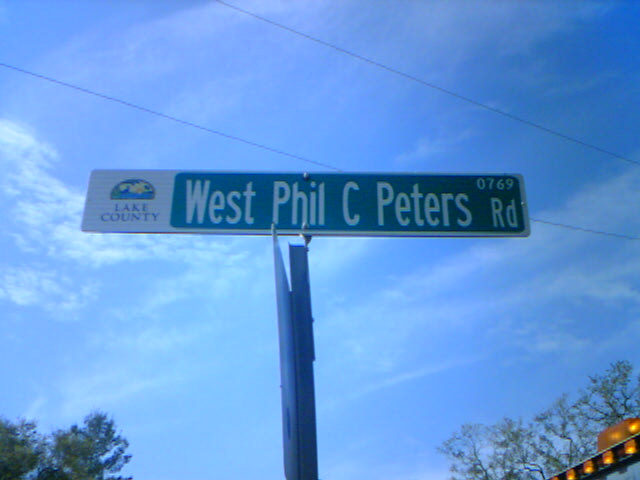 LAKE
COUNTY
West Phil C Peters Rd
0769